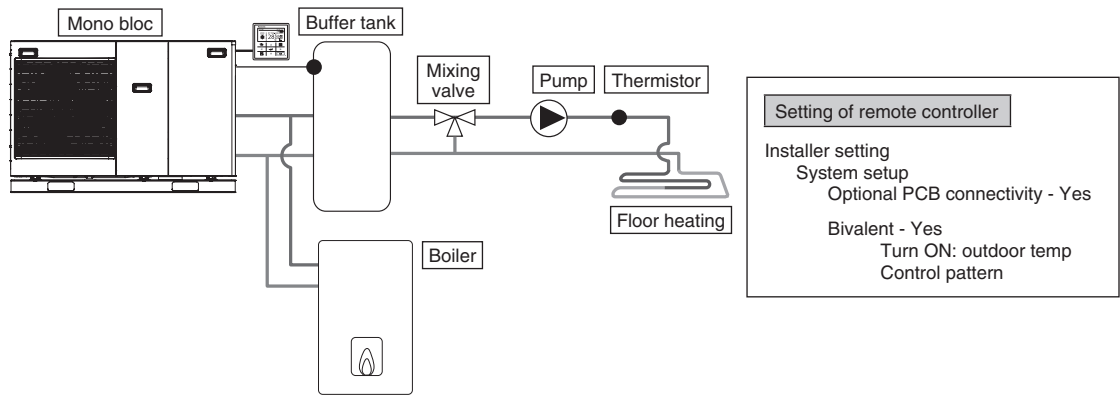 Mono bloc
Buffer tank
Mixing
valve
Pump
Thermistor
Floor heating
Boiler
Setting of remote controller
Installer setting
System setup
Optional PCB connectivity - Yes
Bivalent - Yes
Turn ON: outdoor temp
Control pattern